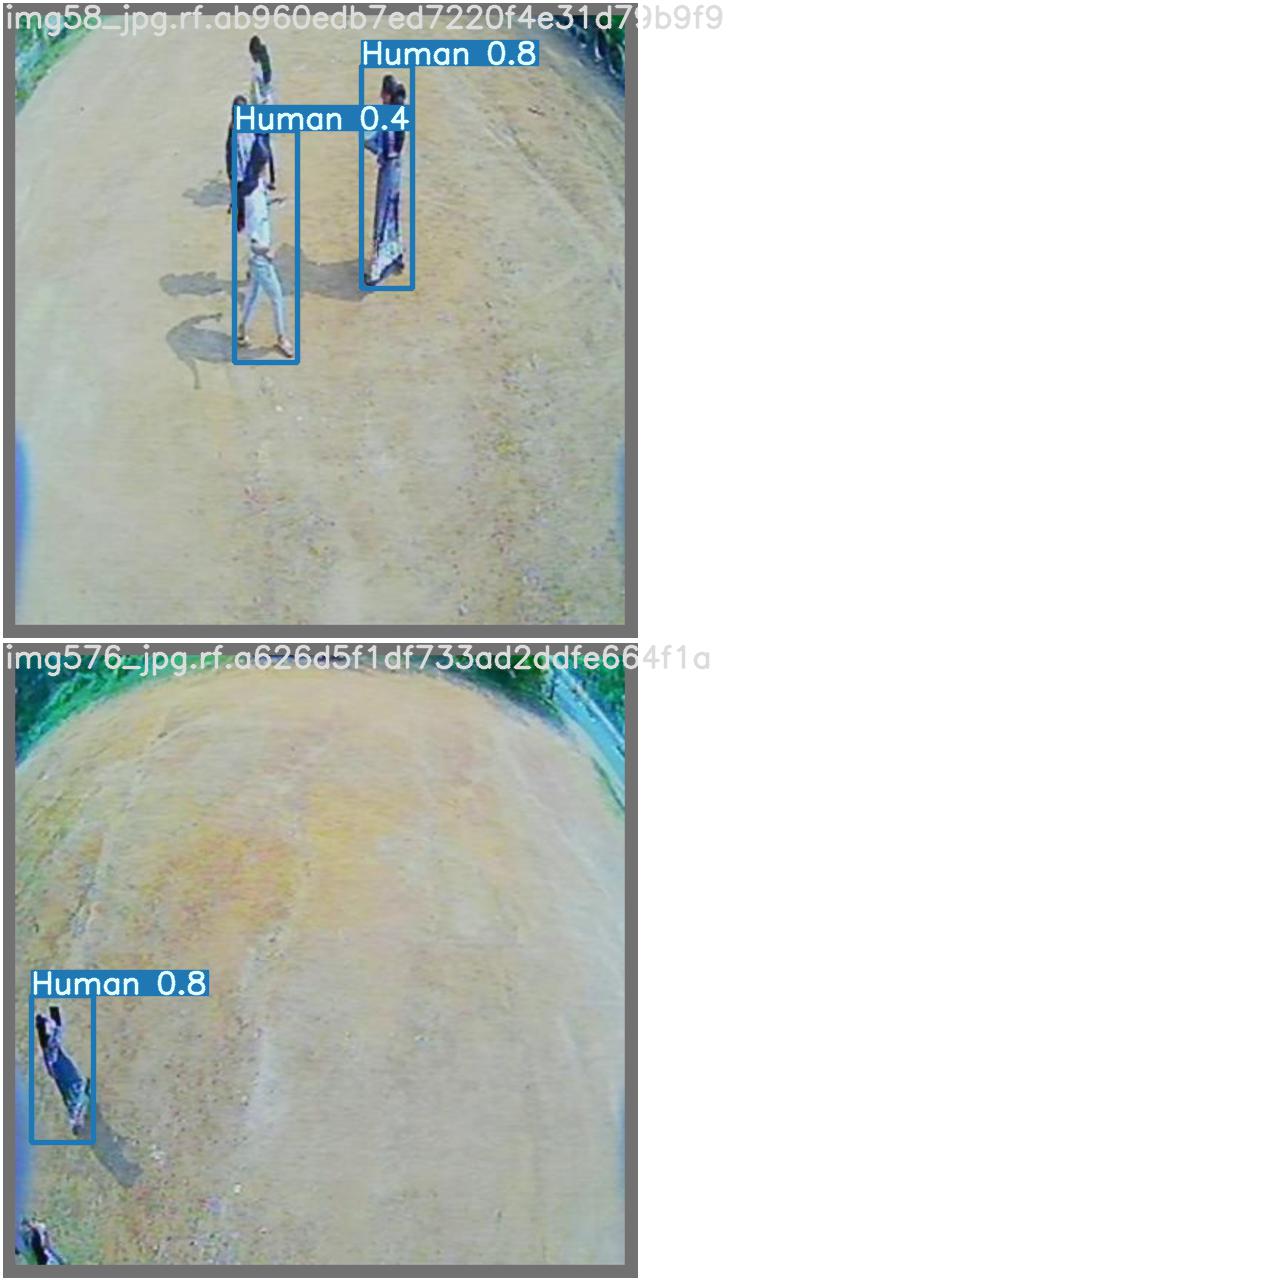 img58_jpg.rf.ab960edb7ed7220f4e31d79b9f9
Human 0.8
Human 0.4
img576_jpg.rf.a626d5f1df733ad2ddfe664f1a
Human 0.8